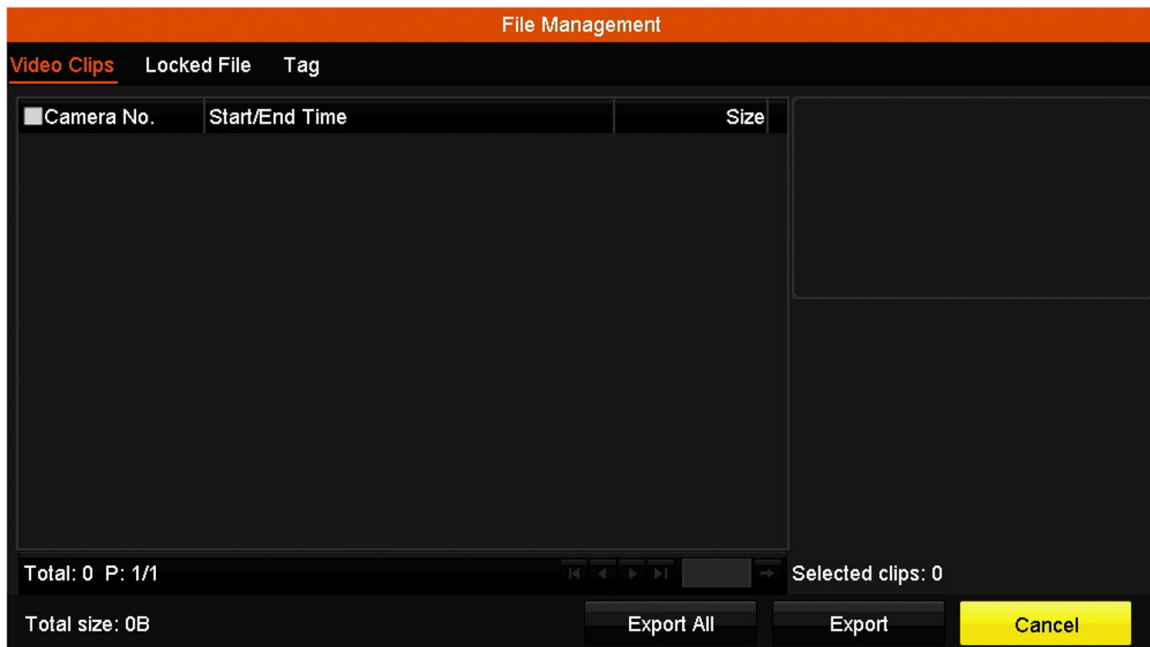 File Management
Video Clips Locked File Tag
Camera No. Start/End Time Size
Total: 0 P: 1/1
Selected clips: 0
Total size: 0B
Export All Export Cancel